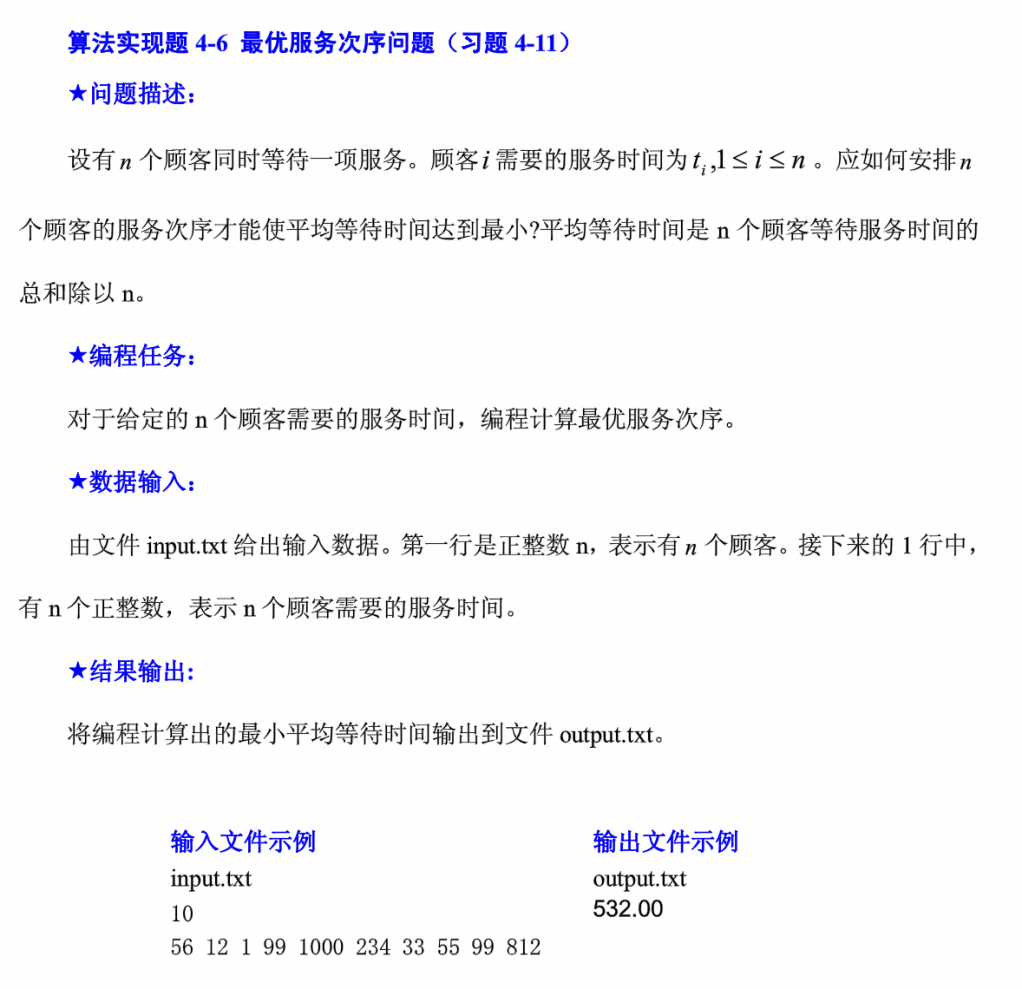 算法实现题 4-6 最优服务次序问题（习题 4-11）
★问题描述：
设有 n 个顾客同时等待一项服务。顾客 i 需要的服务时间为 tᵢ,1≤i≤n 。应如何安排 n
个顾客的服务次序才能使平均等待时间达到最小?平均等待时间是 n 个顾客等待服务时间的
总和除以 n。
★编程任务：
对于给定的 n 个顾客需要的服务时间，编程计算最优服务次序。
★数据输入：
由文件 input.txt 给出输入数据。第一行是正整数 n，表示有 n 个顾客。接下来的 1 行中，
有 n 个正整数，表示 n 个顾客需要的服务时间。
★结果输出:
将编程计算出的最小平均等待时间输出到文件 output.txt。
输入文件示例
input.txt
10
56 12 1 99 1000 234 33 55 99 812
输出文件示例
output.txt
532.00